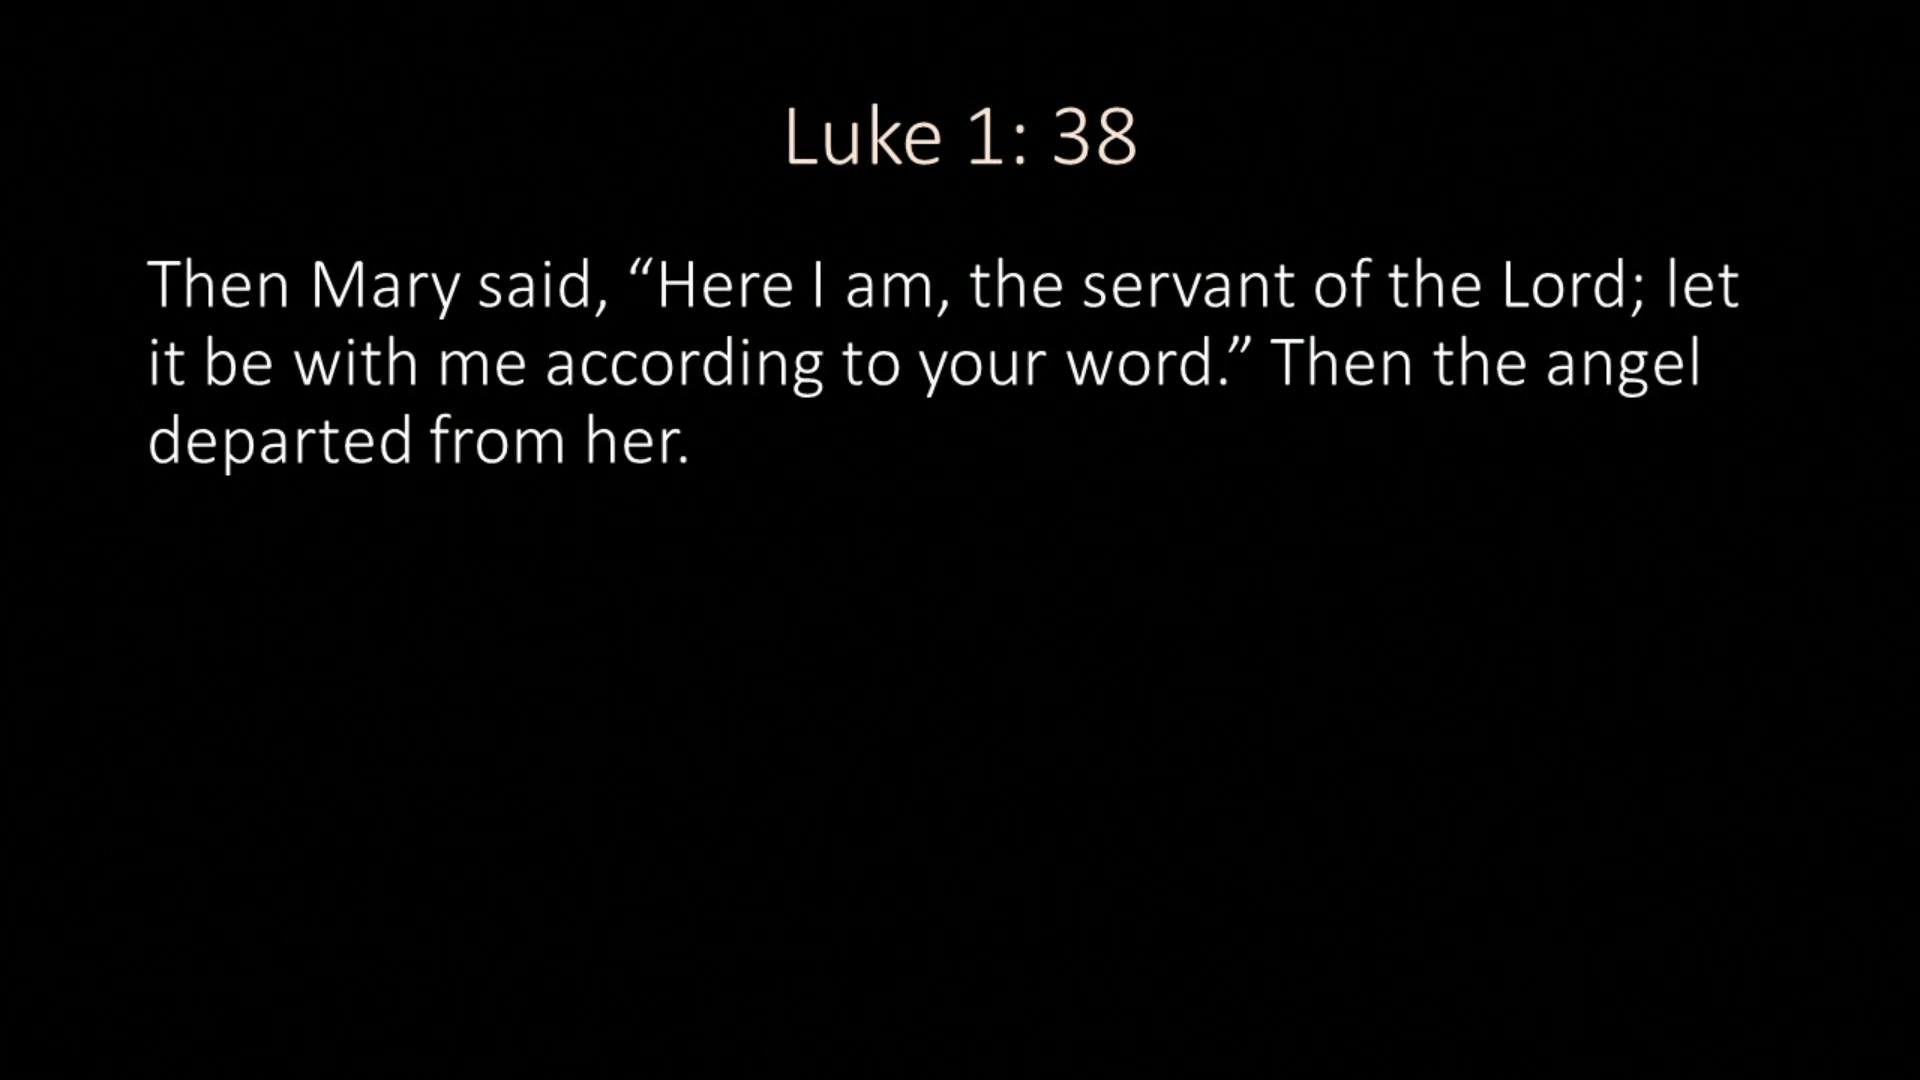 Luke 1: 38
Then Mary said, “Here I am, the servant of the Lord; let
it be with me according to your word.” Then the angel
departed from her.